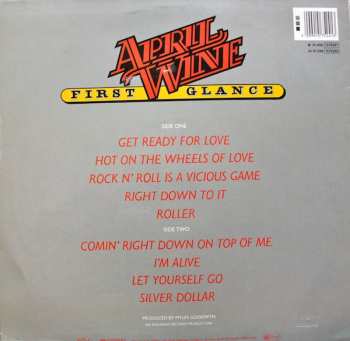 APRIL
WINE
FIRST GLANCE
SIDE ONE
GET READY FOR LOVE
HOT ON THE WHEELS OF LOVE
ROCK N' ROLL IS A VICIOUS GAME
RIGHT DOWN TO IT
ROLLER
SIDE TWO
COMIN' RIGHT DOWN ON TOP OF ME
I'M ALIVE
LET YOURSELF GO
SILVER DOLLAR
PRODUCED BY MYLES GOODWYN